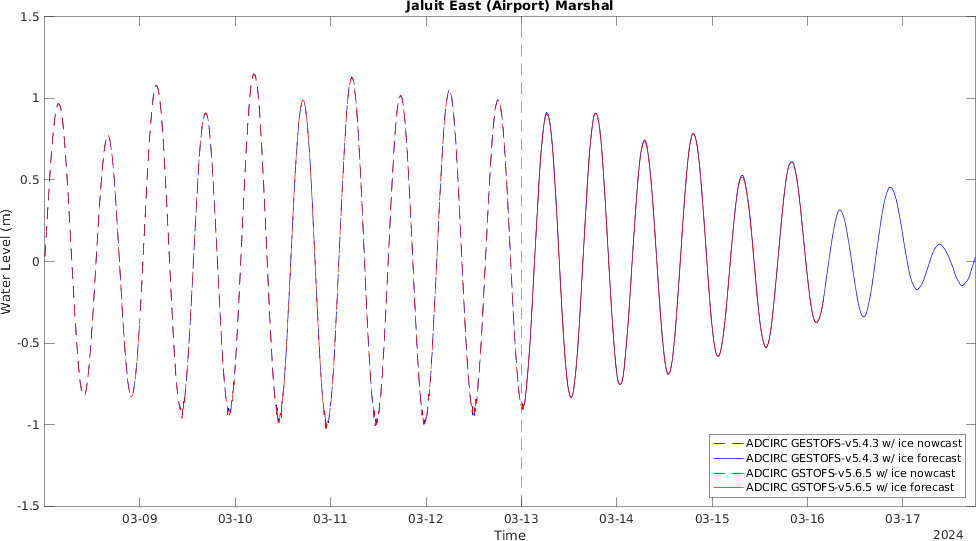 Jaluit East (Airport) Marshal
1.5
1
0.5
0
-0.5
-1
-1.5
Water Level (m)
03-09 03-10 03-11 03-12 03-13 03-14 03-15 03-16 03-17
Time
2024
ADCIRC GESTOFS-v5.4.3 w/ ice nowcast
ADCIRC GESTOFS-v5.4.3 w/ ice forecast
ADCIRC GSTOFS-v5.6.5 w/ ice nowcast
ADCIRC GSTOFS-v5.6.5 w/ ice forecast